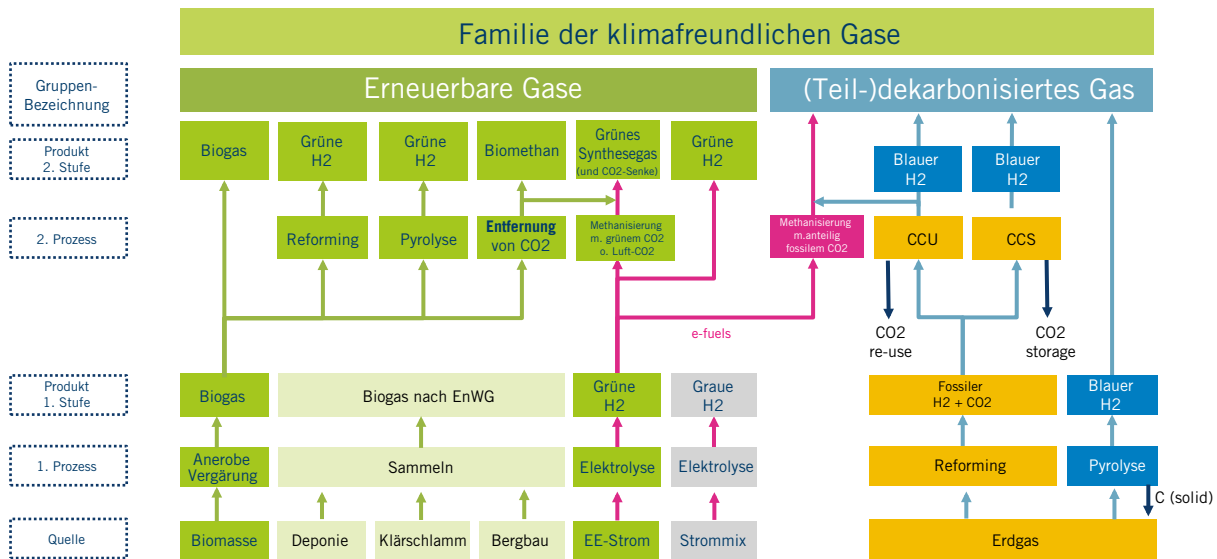 Familie der klimafreundlichen Gase
Gruppen-
Bezeichnung
Erneuerbare Gase
(Teil-)dekarbonisiertes Gas
Produkt
2. Stufe
Biogas
Grüne
H2
Grüne
H2
Biomethan
Grünes
Synthesegas
(und CO2-Senke)
Grüne
H2
Blauer
H2
Blauer
H2
2. Prozess
Reforming
Pyrolyse
Entfernung
von CO2
Methanisierung
m. grünem CO2
o. Luft-CO2
Methanisierung
m.anteilig
fossilem CO2
CCU
CCS
e-fuels
CO2
re-use
CO2
storage
Produkt
1. Stufe
Biogas
Biogas nach EnWG
Grüne
H2
Graue
H2
Fossiler
H2 + CO2
Blauer
H2
1. Prozess
Anerobe
Vergärung
Sammeln
Elektrolyse
Elektrolyse
Reforming
Pyrolyse
C (solid)
Quelle
Biomasse
Deponie
Klärschlamm
Bergbau
EE-Strom
Strommix
Erdgas